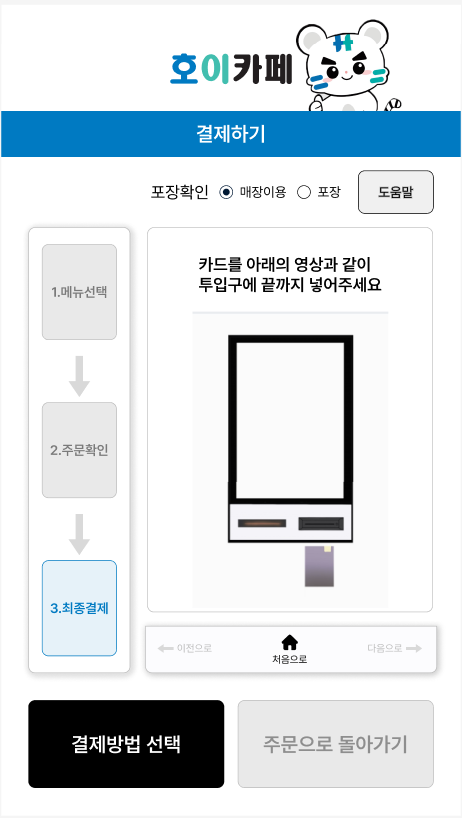 호이카페
결제하기
포장확인 매장이용 포장 도움말
1.메뉴선택
2.주문확인
3.최종결제
카드를 아래의 영상과 같이
투입구에 끝까지 넣어주세요
이전으로 처음으로 다음으로
결제방법 선택 주문으로 돌아가기